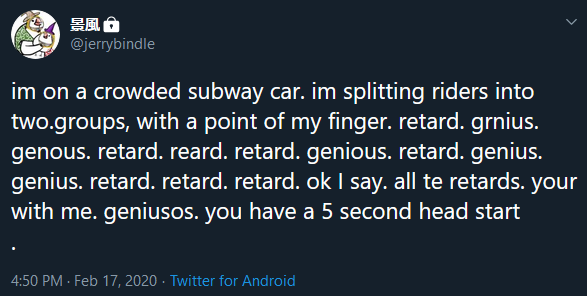 景風🔒
@jerrybindle
im on a crowded subway car. im splitting riders into
two.groups, with a point of my finger. retard. grnius.
genous. retard. reard. retard. genious. retard. genius.
genius. retard. retard. retard. ok I say. all te retards. your
with me. geniusos. you have a 5 second head start
.
4:50 PM · Feb 17, 2020 · Twitter for Android